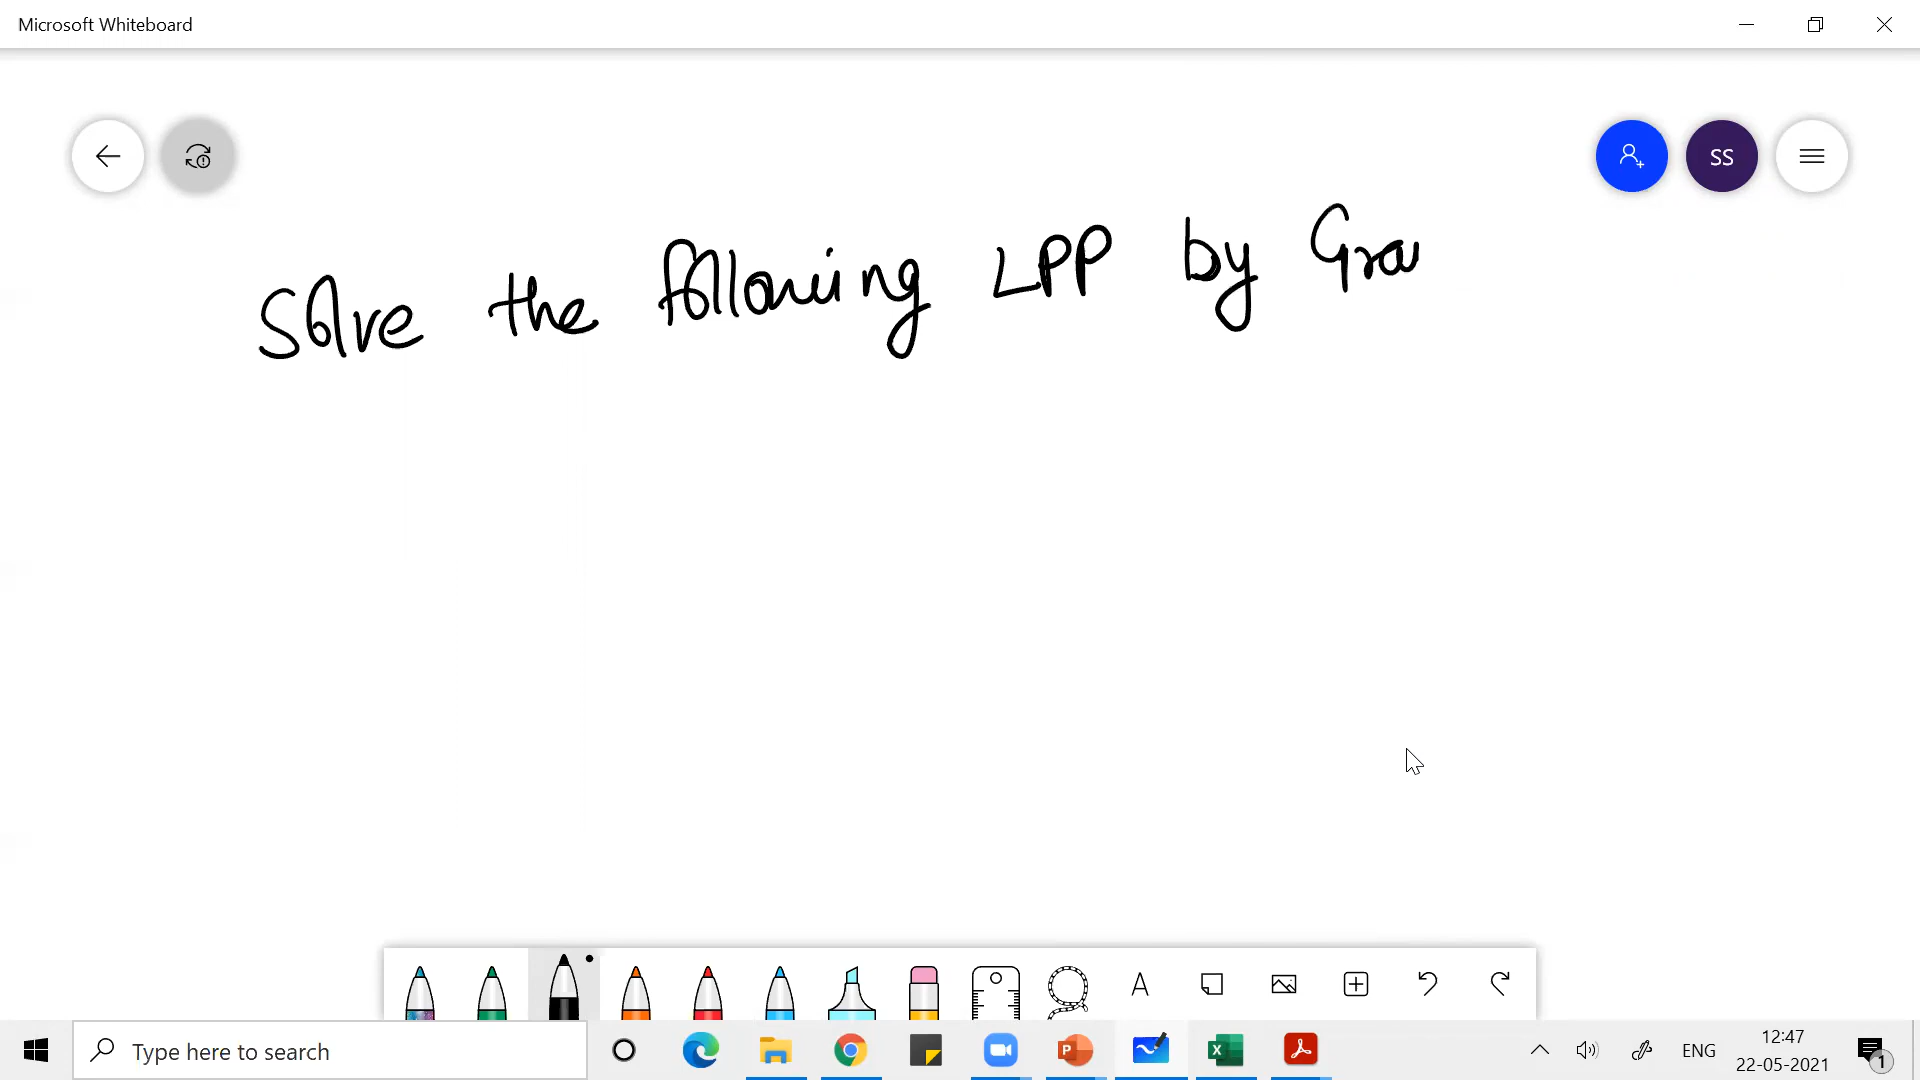 Microsoft Whiteboard
SS
Solve the following LPP by Gra
A
Type here to search
P
X
ENG
12:47
22-05-2021
1